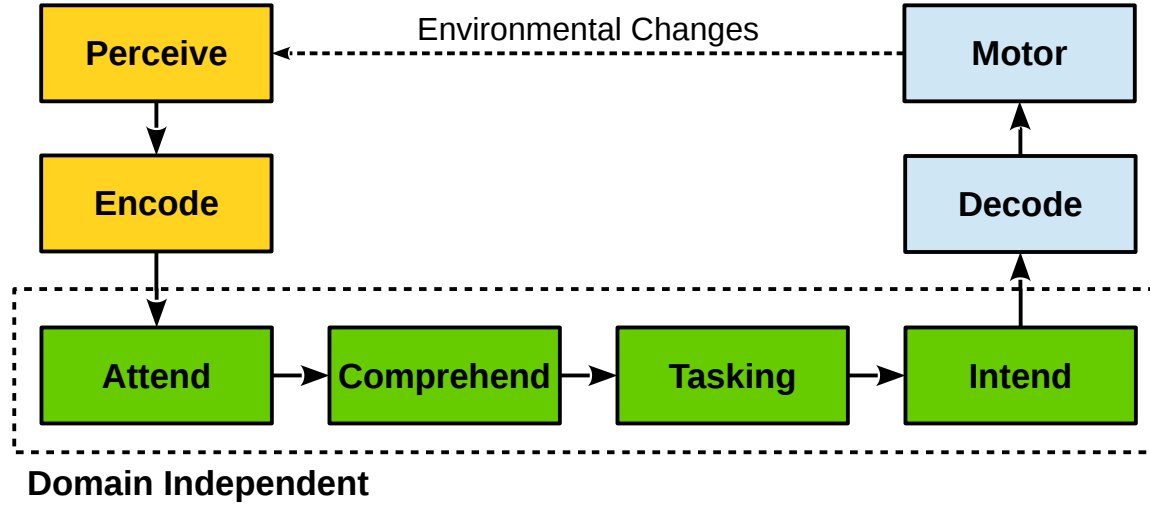 Environmental Changes
Perceive
Motor
Encode
Decode
Attend
Comprehend
Tasking
Intend
Domain Independent